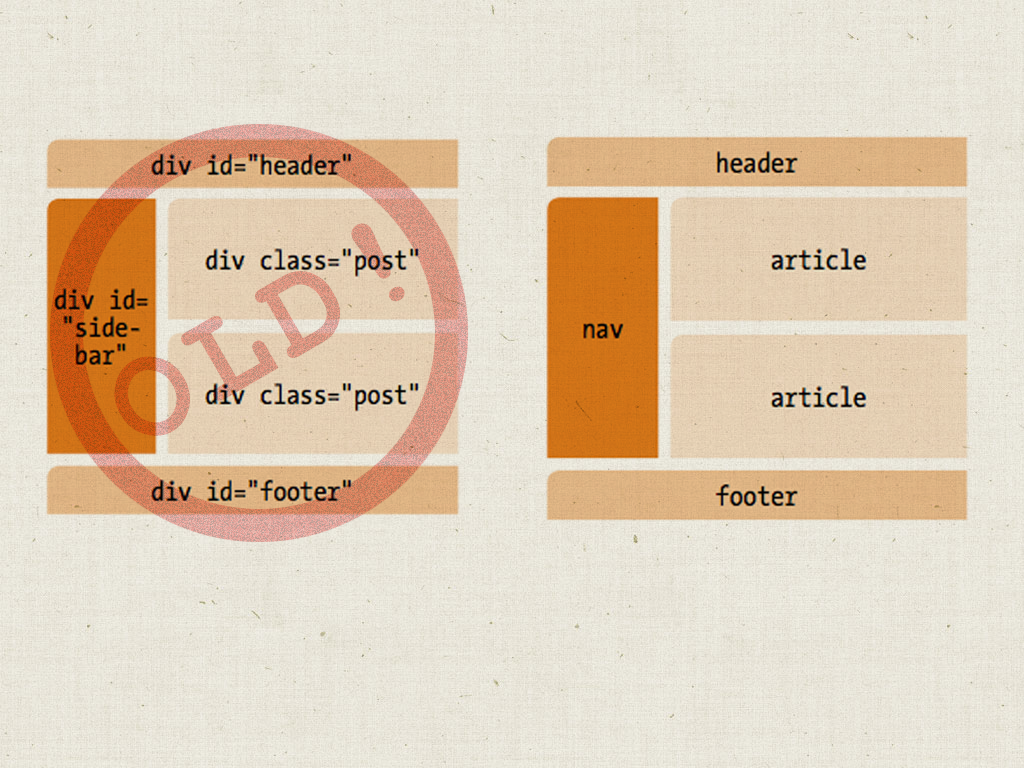 div id="header"
div id=
"side-
bar"
div class="post"
div class="post"
div id="footer"
OLD!
header
nav
article
article
footer